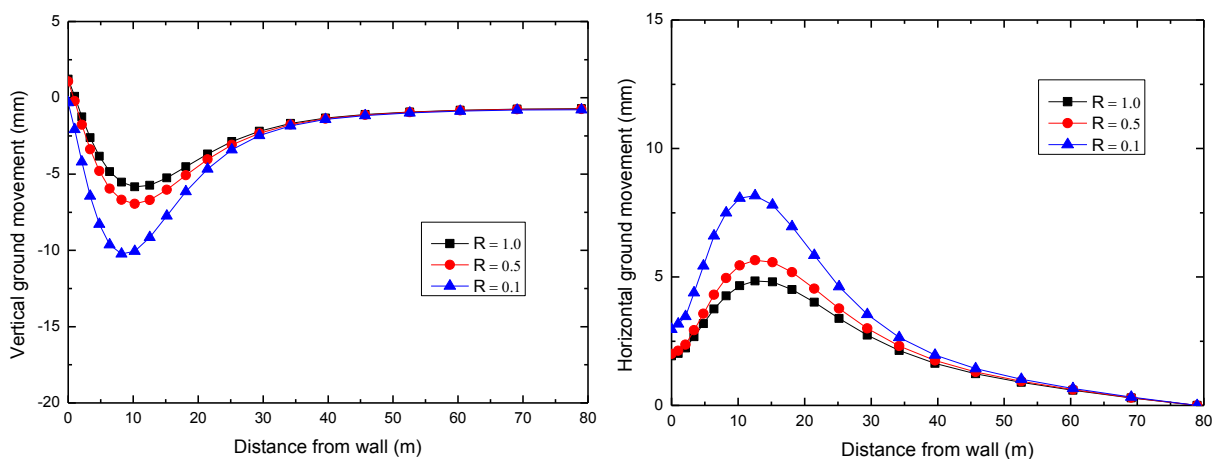 5
0
-5
-10
-15
-20
0 10 20 30 40 50 60 70 80
Vertical ground movement (mm)
Distance from wall (m)
R = 1.0
R = 0.5
R = 0.1
15
10
5
0
0 10 20 30 40 50 60 70 80
Horizontal ground movement (mm)
Distance from wall (m)
R = 1.0
R = 0.5
R = 0.1